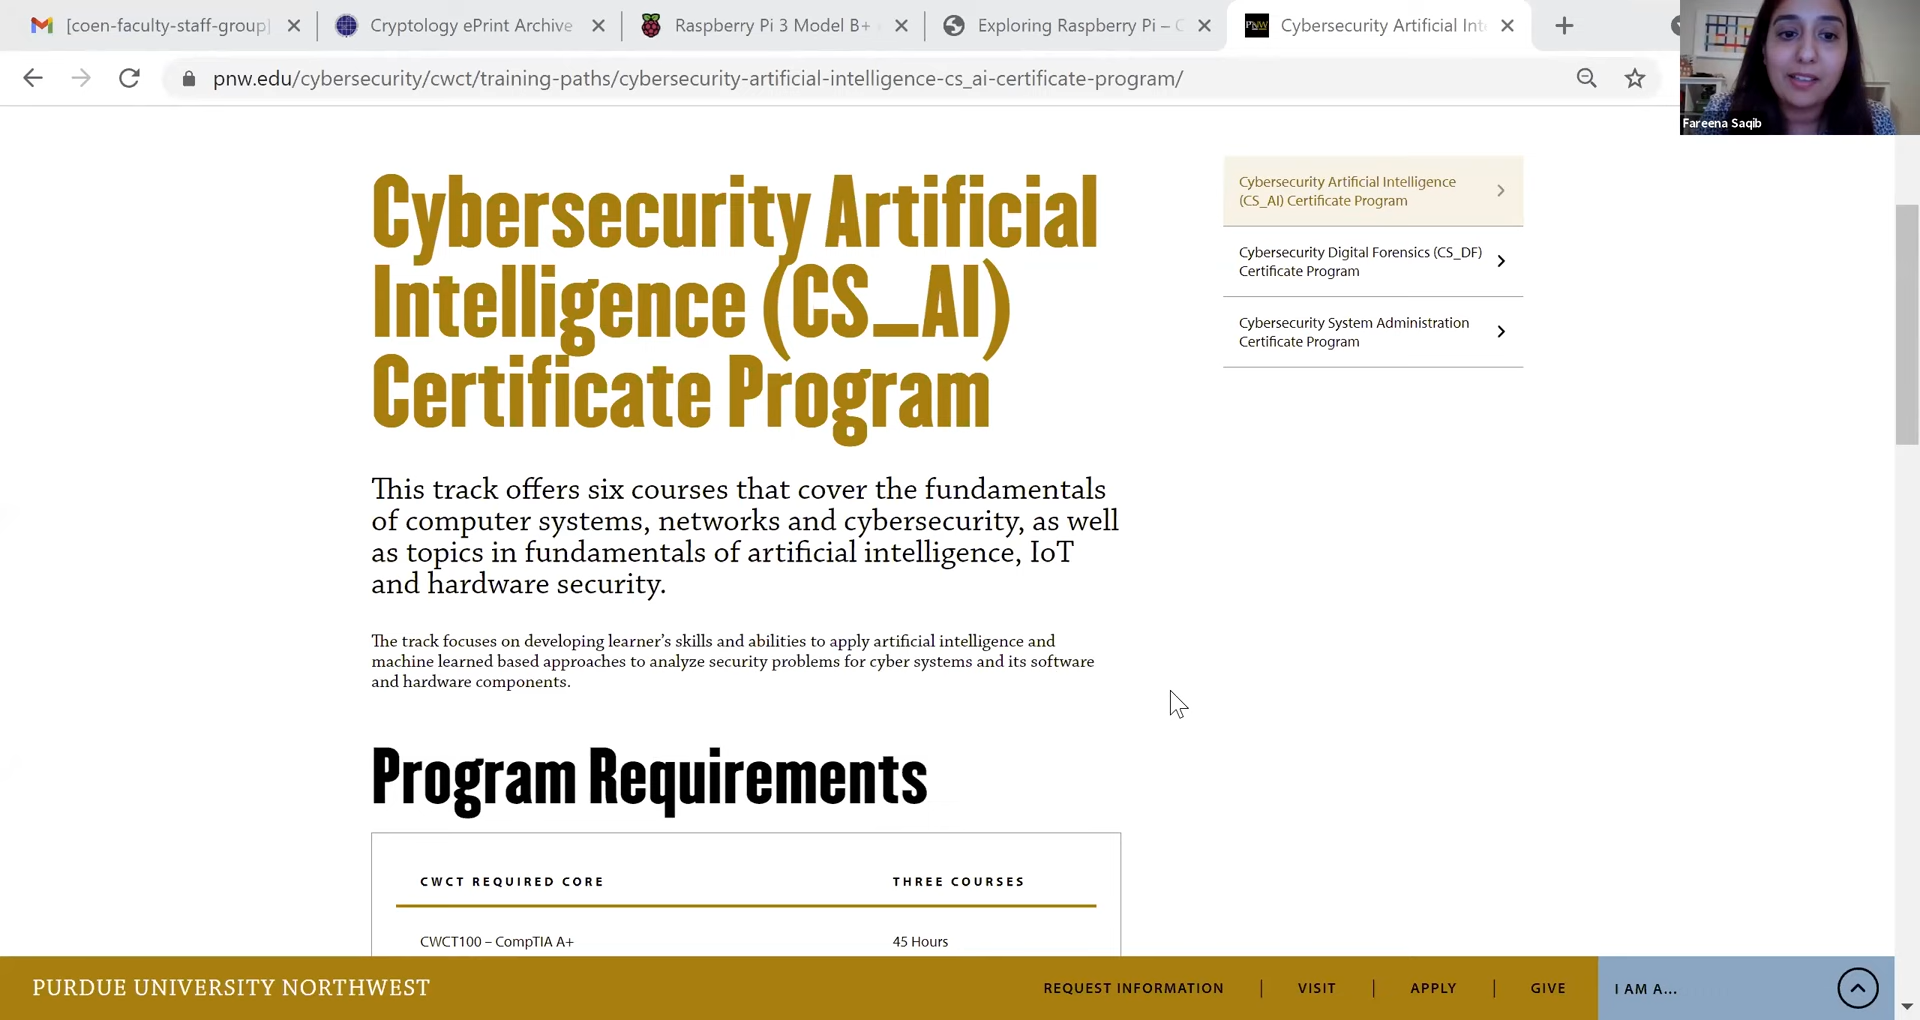 [coen-faculty-staff-group]
Cryptology ePrint Archive
Raspberry Pi 3 Model B+
Exploring Raspberry Pi – C
PNW
Cybersecurity Artificial Int
pnw.edu/cybersecurity/cwct/training-paths/cybersecurity-artificial-intelligence-cs_ai-certificate-program/
Fareena Saqib
Cybersecurity Artificial
Intelligence (CS_AI)
Certificate Program
This track offers six courses that cover the fundamentals
of computer systems, networks and cybersecurity, as well
as topics in fundamentals of artificial intelligence, IoT
and hardware security.
The track focuses on developing learner’s skills and abilities to apply artificial intelligence and
machine learned based approaches to analyze security problems for cyber systems and its software
and hardware components.
Program Requirements
CWCT REQUIRED CORE THREE COURSES
CWCT100 – CompTIA A+ 45 Hours
Cybersecurity Artificial Intelligence
(CS_AI) Certificate Program
Cybersecurity Digital Forensics (CS_DF)
Certificate Program
Cybersecurity System Administration
Certificate Program
PURDUE UNIVERSITY NORTHWEST
REQUEST INFORMATION | VISIT | APPLY | GIVE
I AM A...